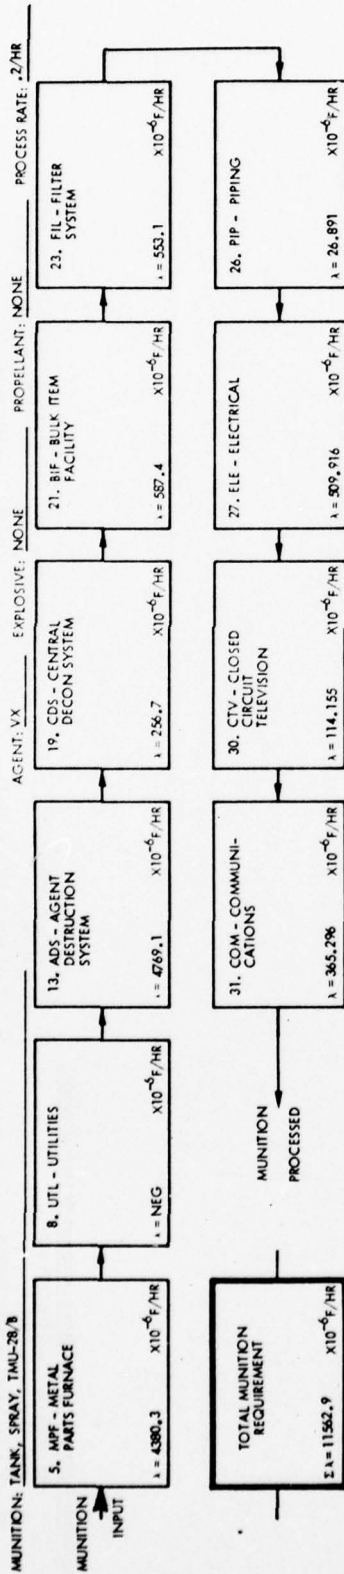 MUNITION: TANK, SPRAY, TMU-28/B AGENT: VX EXPLOSIVE: NONE PROPELLANT: NONE PROCESS RATE: .2/HR
MUNITION
INPUT
5. MPF - METAL
PARTS FURNACE
λ = 4380.3 X10⁻⁶F/HR
8. UTL - UTILITIES
λ = NEG X10⁻⁶F/HR
13. ADS - AGENT
DESTRUCTION
SYSTEM
λ = 4769.1 X10⁻⁶F/HR
19. CDS - CENTRAL
DECON SYSTEM
λ = 256.7 X10⁻⁶F/HR
21. BIF - BULK ITEM
FACILITY
λ = 587.4 X10⁻⁶F/HR
23. FIL - FILTER
SYSTEM
λ = 553.1 X10⁻⁶F/HR
26. PIP - PIPING
λ = 26.891 X10⁻⁶F/HR
27. ELE - ELECTRICAL
λ = 509.916 X10⁻⁶F/HR
30. CTV - CLOSED
CIRCUIT
TELEVISION
λ = 114.155 X10⁻⁶F/HR
31. COM - COMMUNI-
CATIONS
λ = 365.296 X10⁻⁶F/HR
MUNITION
PROCESSED
TOTAL MUNITION
REQUIREMENT
Σ λ = 11562.9 X10⁻⁶F/HR